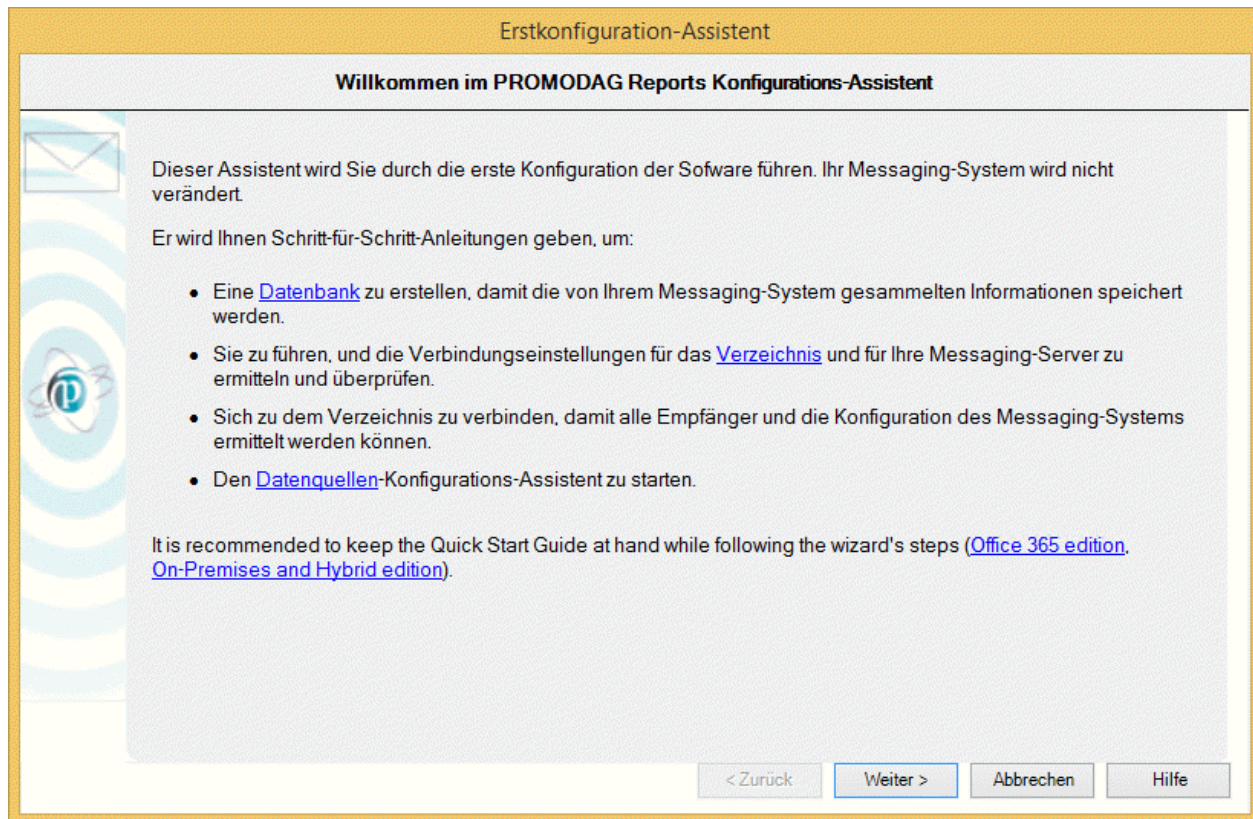 Erstkonfiguration-Assistent
Willkommen im PROMODAG Reports Konfigurations-Assistent
Dieser Assistent wird Sie durch die erste Konfiguration der Sofware führen. Ihr Messaging-System wird nicht
verändert.
Er wird Ihnen Schritt-für-Schritt-Anleitungen geben, um:
• Eine Datenbank zu erstellen, damit die von Ihrem Messaging-System gesammelten Informationen speichert
werden.
• Sie zu führen, und die Verbindungseinstellungen für das Verzeichnis und für Ihre Messaging-Server zu
ermitteln und überprüfen.
• Sich zu dem Verzeichnis zu verbinden, damit alle Empfänger und die Konfiguration des Messaging-Systems
ermittelt werden können.
• Den Datenquellen-Konfigurations-Assistent zu starten.
It is recommended to keep the Quick Start Guide at hand while following the wizard's steps (Office 365 edition,
On-Premises and Hybrid edition).
< Zurück Weiter > Abbrechen Hilfe